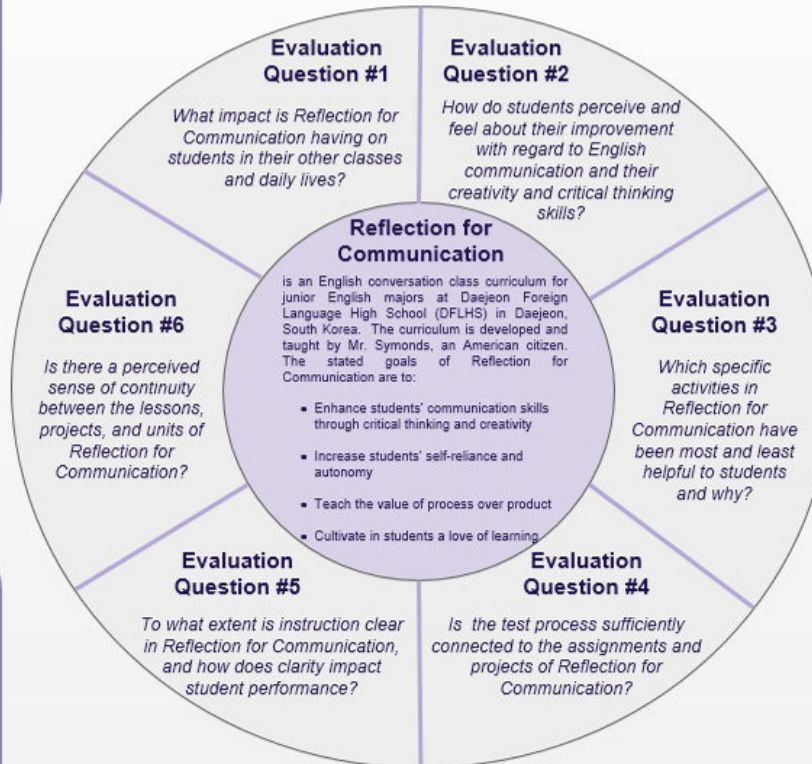 Evaluation
Question #1
What impact is Reflection for
Communication having on
students in their other classes
and daily lives?
Evaluation
Question #2
How do students perceive and
feel about their improvement
with regard to English
communication and their
creativity and critical thinking
skills?
Reflection for
Communication
is an English conversation class curriculum for
junior English majors at Daejeon Foreign
Language High School (DFLHS) in Daejeon,
South Korea. The curriculum is developed and
taught by Mr. Symonds, an American citizen.
The stated goals of Reflection for
Communication are to:
• Enhance students' communication skills
through critical thinking and creativity
• Increase students' self-reliance and
autonomy
• Teach the value of process over product
• Cultivate in students a love of learning
Evaluation
Question #3
Which specific
activities in
Reflection for
Communication have
been most and least
helpful to students
and why?
Evaluation
Question #4
Is the test process sufficiently
connected to the assignments and
projects of Reflection for
Communication?
Evaluation
Question #5
To what extent is instruction clear
in Reflection for Communication,
and how does clarity impact
student performance?
Evaluation
Question #6
Is there a perceived
sense of continuity
between the lessons,
projects, and units of
Reflection for
Communication?